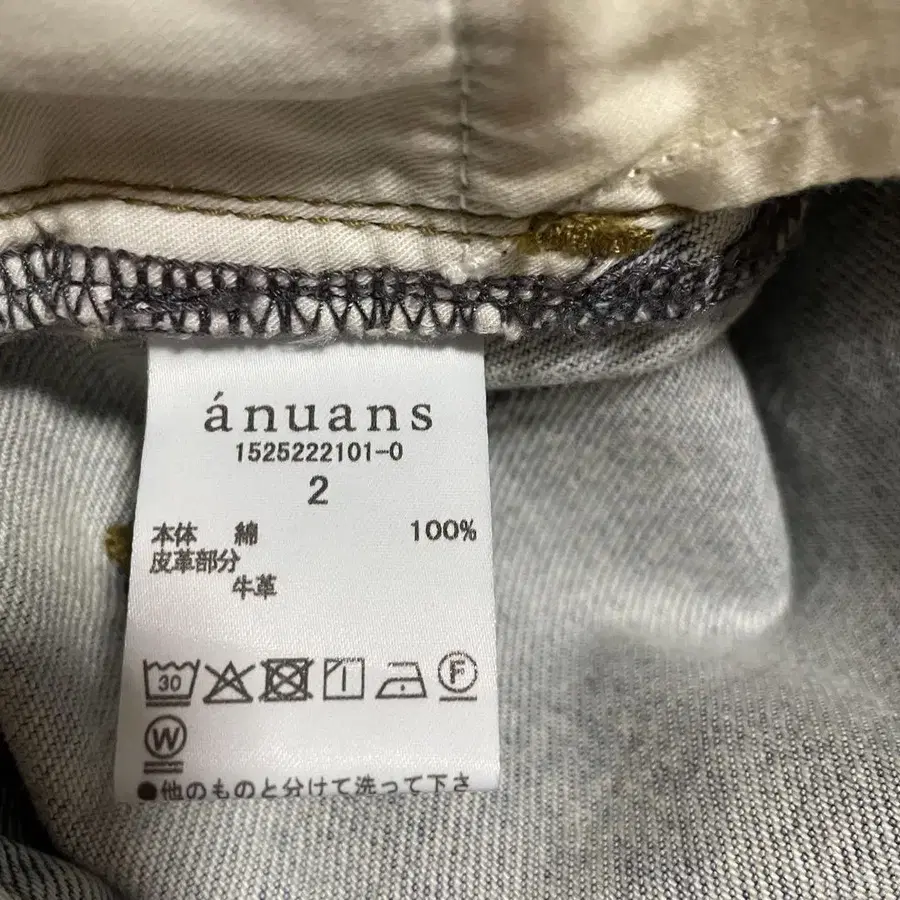 ánuans
1525222101-0
2
本体 綿 100%
皮革部分
牛革
30
F
W
●他のものと分けて洗って下さ